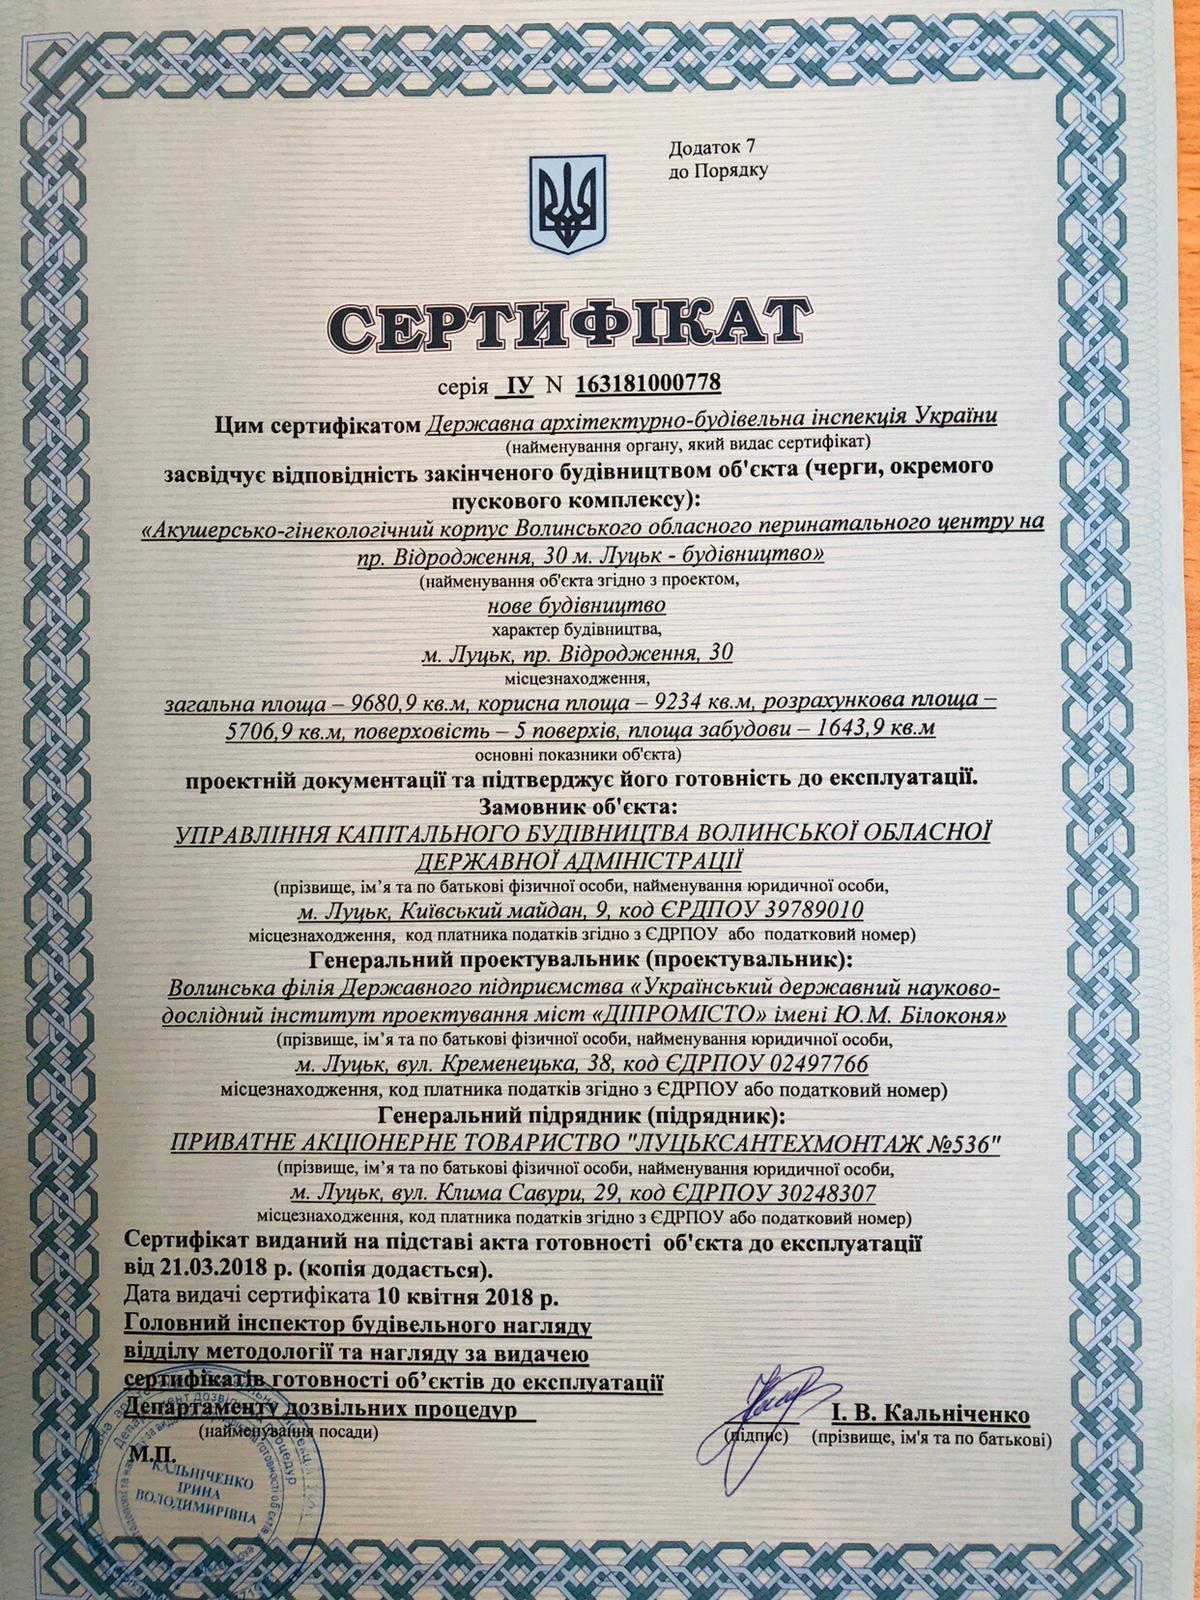 Додаток 7
до Порядку
СЕРТИФІКАТ
серія ІУ N 163181000778
Цим сертифікатом Державна архітектурно-будівельна інспекція України
(найменування органу, який видає сертифікат)
засвідчує відповідність закінченого будівництвом об'єкта (черги, окремого
пускового комплексу):
«Акушерсько-гінекологічний корпус Волинського обласного перинатального центру на
пр. Відродження, 30 м. Луцьк - будівництво»
(найменування об'єкта згідно з проектом,
нове будівництво
характер будівництва,
м. Луцьк, пр. Відродження, 30
місцезнаходження,
загальна площа – 9680,9 кв.м, корисна площа – 9234 кв.м, розрахункова площа –
5706,9 кв.м, поверховість – 5 поверхів, площа забудови – 1643,9 кв.м
основні показники об'єкта)
проектній документації та підтверджує його готовність до експлуатації.
Замовник об'єкта:
УПРАВЛІННЯ КАПІТАЛЬНОГО БУДІВНИЦТВА ВОЛИНСЬКОЇ ОБЛАСНОЇ
ДЕРЖАВНОЇ АДМІНІСТРАЦІЇ
(прізвище, ім’я та по батькові фізичної особи, найменування юридичної особи,
м. Луцьк, Київський майдан, 9, код ЄРДПОУ 39789010
місцезнаходження, код платника податків згідно з ЄДРПОУ або податковий номер)
Генеральний проектувальник (проектувальник):
Волинська філія Державного підприємства «Український державний науково-
дослідний інститут проектування міст «ДІПРОМІСТО» імені Ю.М. Білоконя»
(прізвище, ім’я та по батькові фізичної особи, найменування юридичної особи,
м. Луцьк, вул. Кременецька, 38, код ЄДРПОУ 02497766
місцезнаходження, код платника податків згідно з ЄДРПОУ або податковий номер)
Генеральний підрядник (підрядник):
ПРИВАТНЕ АКЦІОНЕРНЕ ТОВАРИСТВО "ЛУЦЬКСАНТЕХМОНТАЖ №536"
(прізвище, ім’я та по батькові фізичної особи, найменування юридичної особи,
м. Луцьк, вул. Клима Савури, 29, код ЄДРПОУ 30248307
місцезнаходження, код платника податків згідно з ЄДРПОУ або податковий номер)
Сертифікат виданий на підставі акта готовності об'єкта до експлуатації
від 21.03.2018 р. (копія додається).
Дата видачі сертифіката 10 квітня 2018 р.
Головний інспектор будівельного нагляду
відділу методології та нагляду за видачею
сертифікатів готовності об’єктів до експлуатації
Департаменту дозвільних процедур
І. В. Кальніченко
(найменування посади)
(підпис)
(прізвище, ім'я та по батькові)
М.П.
КАЛЬНІЧЕНКО
ІРИНА
ВОЛОДИМИРІВНА